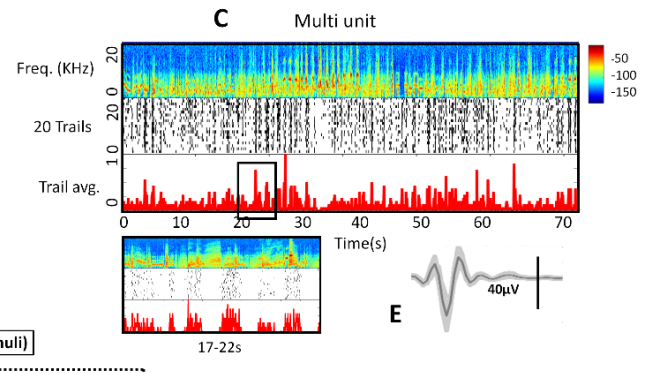 C
Multi unit
Freq. (KHz)
20
0
-50
-100
-150
20 Trails
20
1
Trail avg.
10
0
0 10 20 30 40 50 60 70
Time(s)
40µV
E
17-22s
nuli)